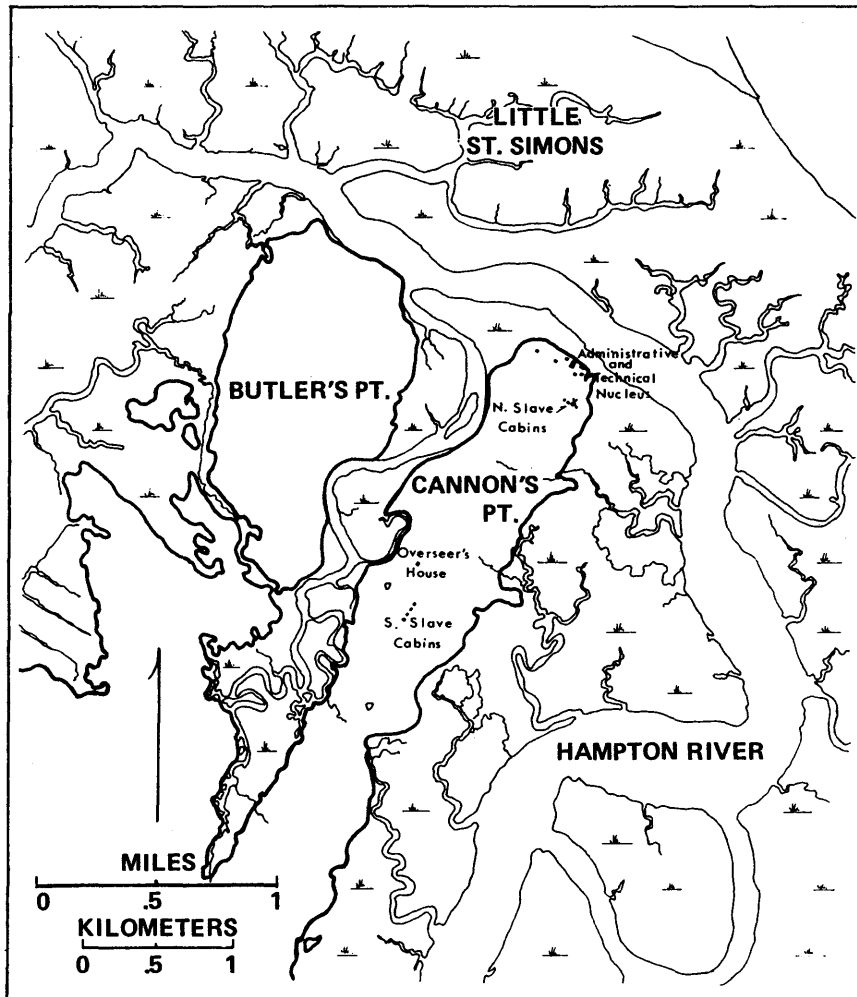 LITTLE
ST. SIMONS
BUTLER'S PT.
Administrative
and
Technical
Nucleus
N. Slave
Cabins
CANNON'S
PT.
Overseer's
House
S. Slave
Cabins
HAMPTON RIVER
MILES
0 .5 1
KILOMETERS
0 .5 1